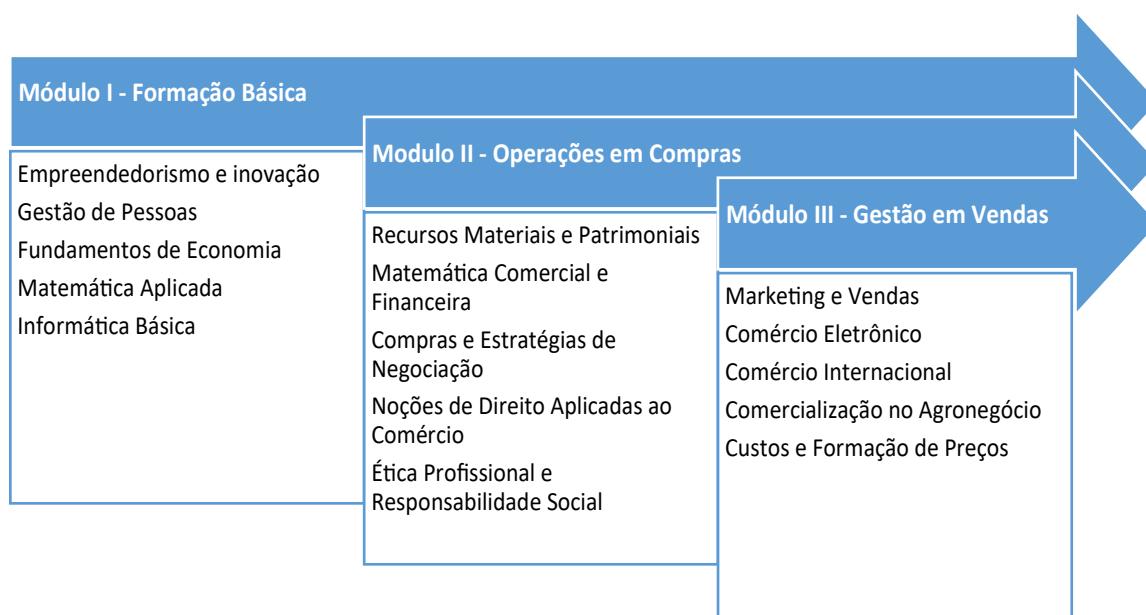 Módulo I - Formação Básica
Empreendedorismo e inovação
Gestão de Pessoas
Fundamentos de Economia
Matemática Aplicada
Informática Básica
Modulo II - Operações em Compras
Recursos Materiais e Patrimoniais
Matemática Comercial e
Financeira
Compras e Estratégias de
Negociação
Noções de Direito Aplicadas ao
Comércio
Ética Profissional e
Responsabilidade Social
Módulo III - Gestão em Vendas
Marketing e Vendas
Comércio Eletrônico
Comércio Internacional
Comercialização no Agronegócio
Custos e Formação de Preços